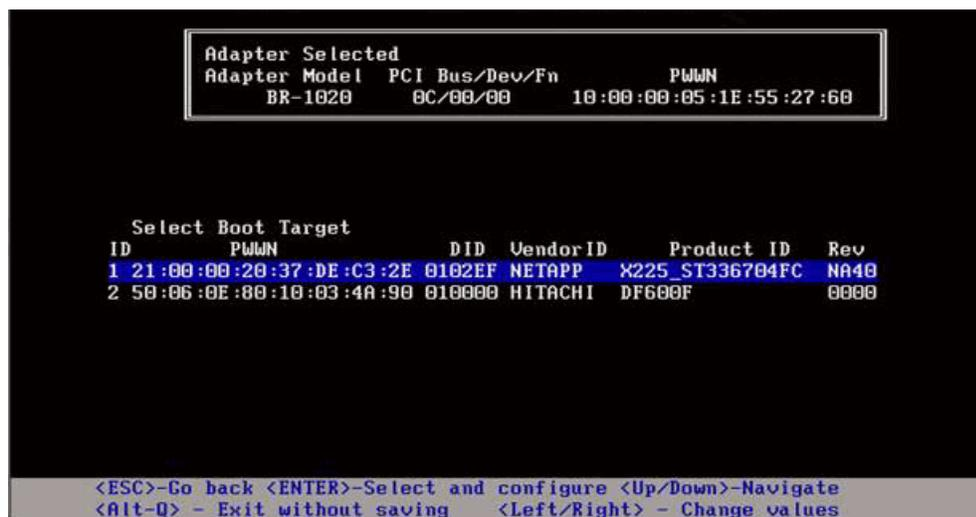 Adapter Selected
Adapter Model PCI Bus/Dev/Fn PWWN
BR-1020 0C/00/00 10:00:00:05:1E:55:27:60
Select Boot Target
ID PWWN DID VendorID Product ID Rev
1 21:00:00:20:37:DE:C3:2E 0102EF NETAPP X225_ST336704FC NA40
2 50:06:0E:80:10:03:4A:90 010000 HITACHI DF600F 0000
<ESC>-Go back <ENTER>-Select and configure <Up/Down>-Navigate
<Alt-Q> - Exit without saving <Left/Right> - Change values